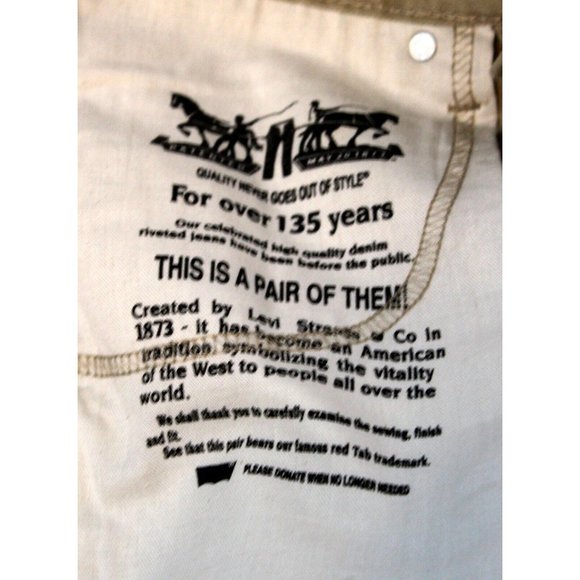 MAY 20 1873
QUALITY NEVER GOES OUT OF STYLE®
For over 135 years
Our celebrated high quality denim
riveted jeans have been before the public.
THIS IS A PAIR OF THEM!
Created by Levi Strauss & Co in
1873 - it has become an American
tradition, symbolizing the vitality
of the West to people all over the
world.
We shall thank you to carefully examine the sewing, finish
and fit.
See that this pair bears our famous red Tab trademark.
PLEASE DONATE WHEN NO LONGER NEEDED